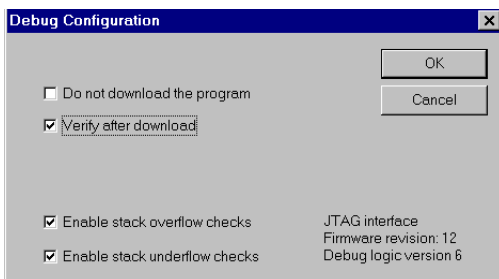 Debug Configuration
OK
Do not download the program
Cancel
Verify after download
Enable stack overflow checks
JTAG interface
Firmware revision: 12
Enable stack underflow checks
Debug logic version 6